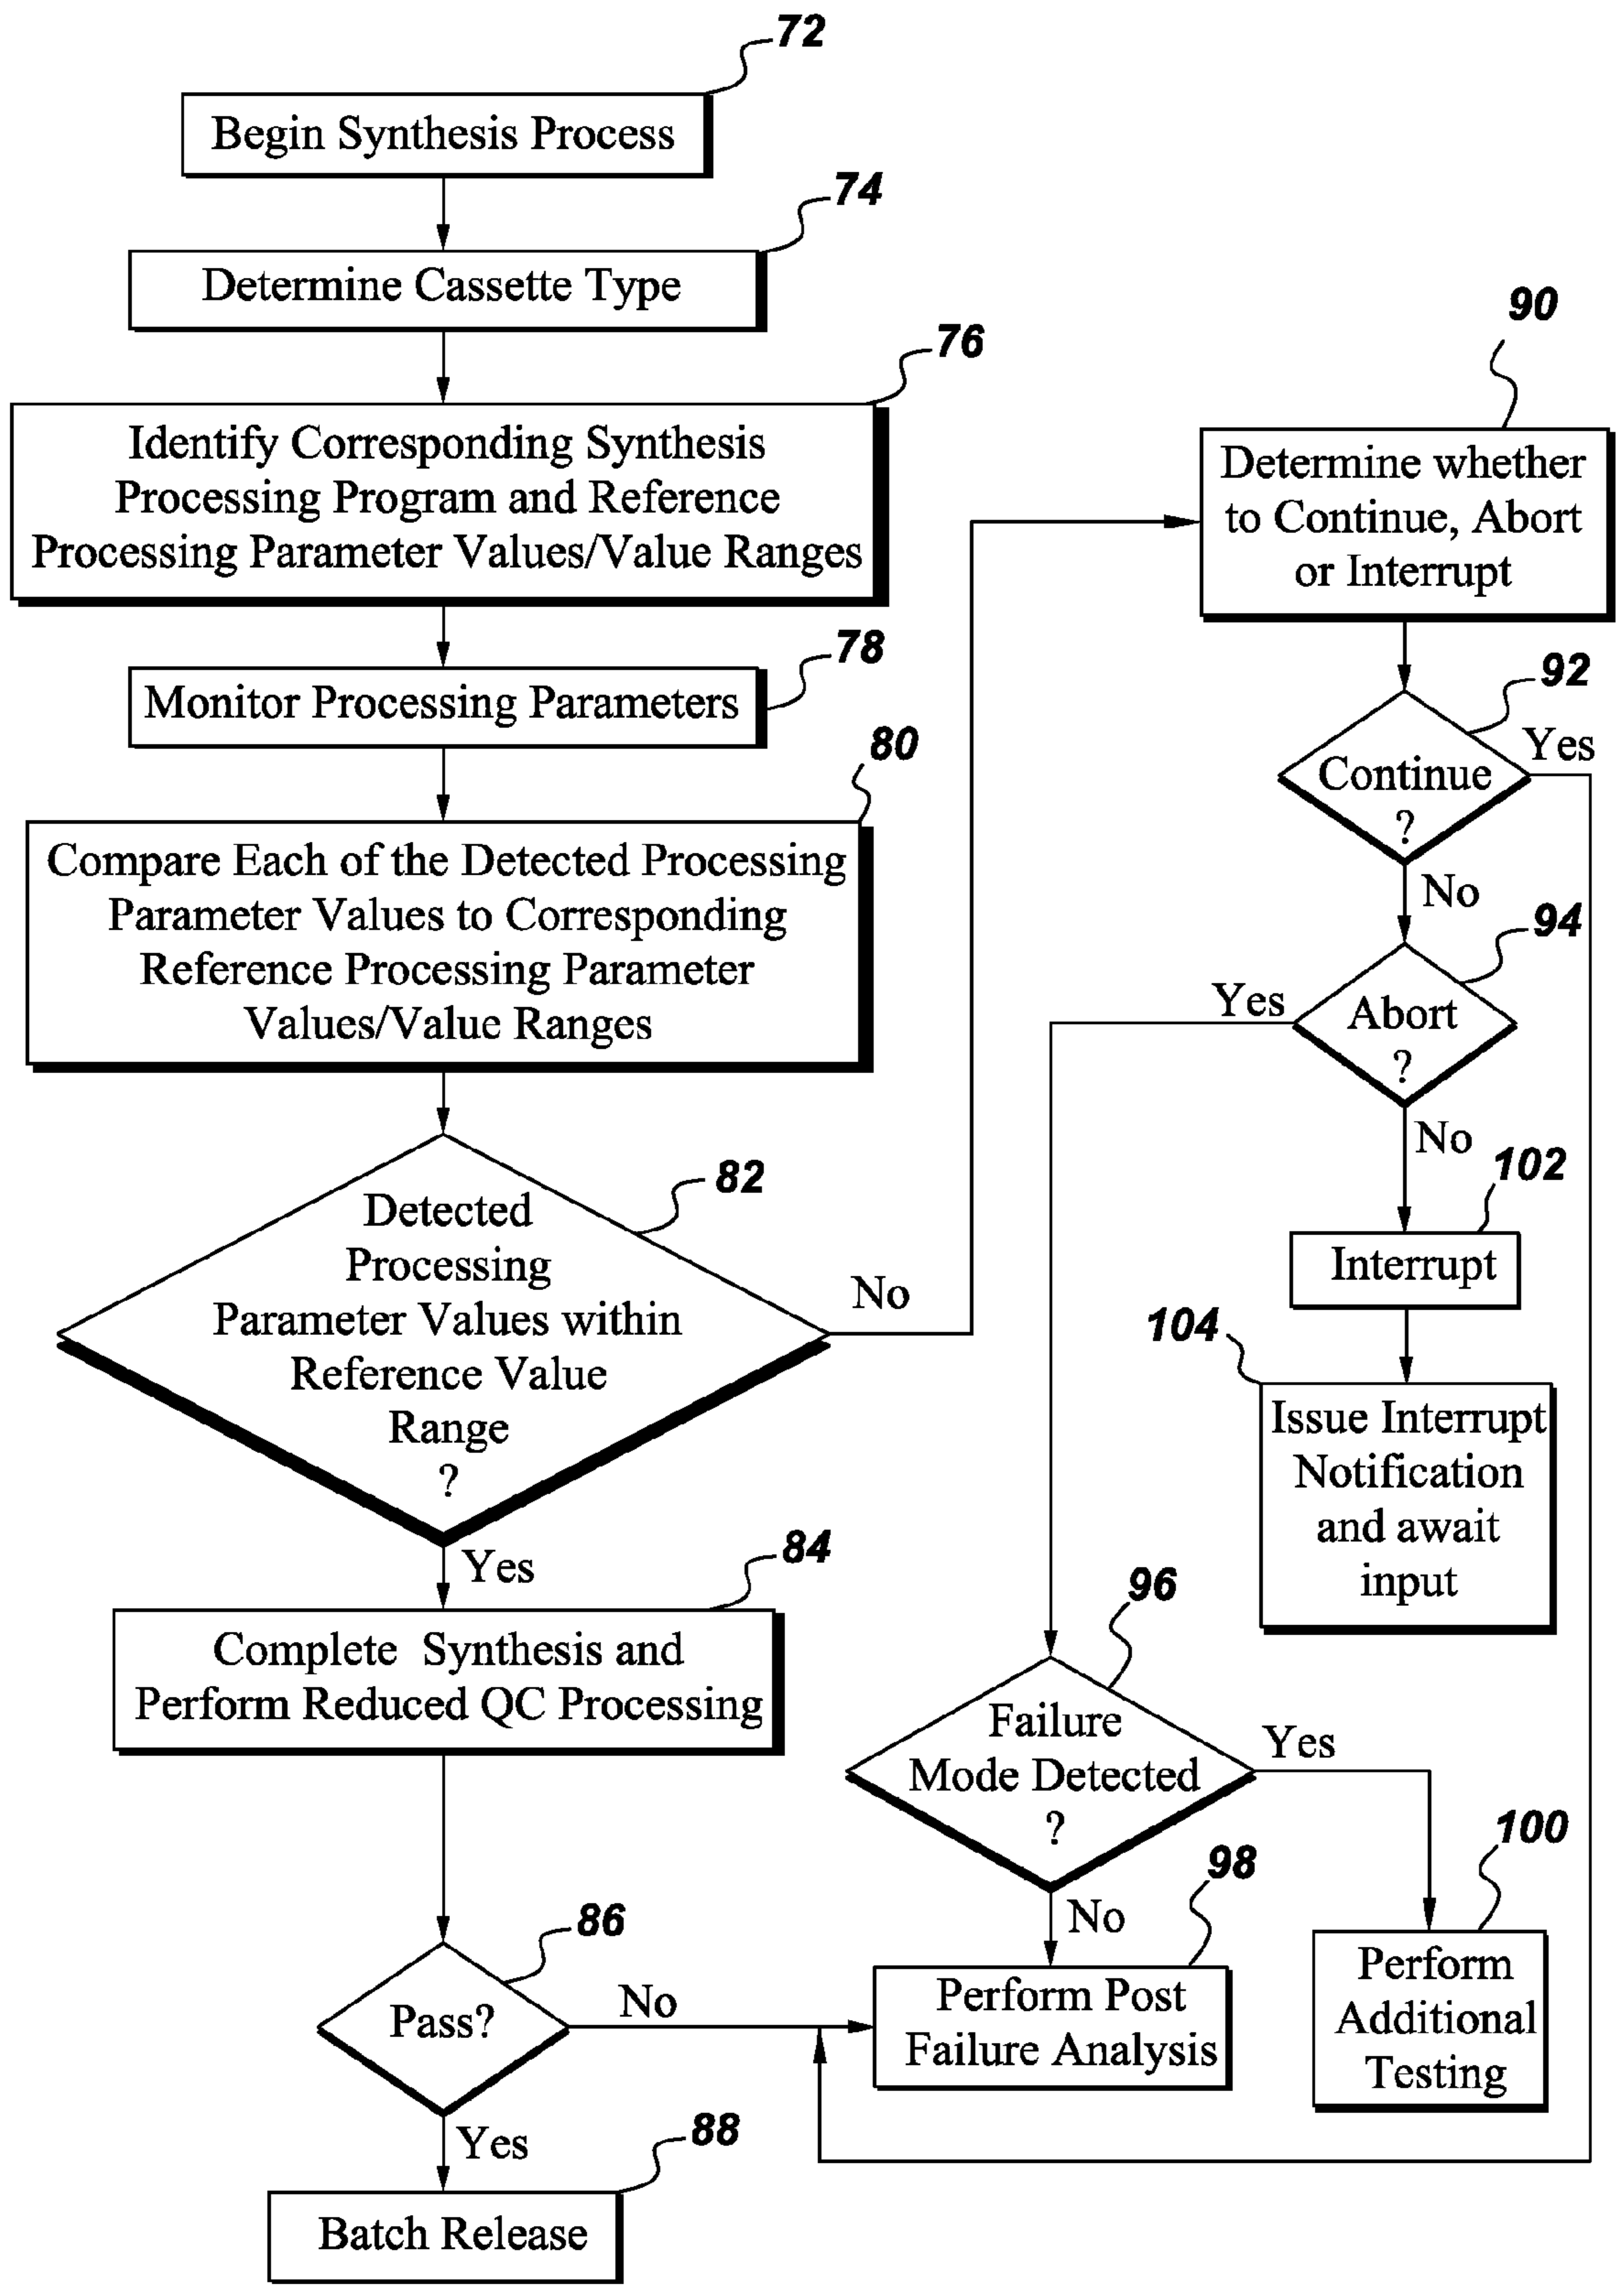 72
Begin Synthesis Process
74
Determine Cassette Type
76
Identify Corresponding Synthesis
Processing Program and Reference
Processing Parameter Values/Value Ranges
78
Monitor Processing Parameters
80
Compare Each of the Detected Processing
Parameter Values to Corresponding
Reference Processing Parameter
Values/Value Ranges
82
Detected
Processing
Parameter Values within
Reference Value
Range
?
No
Yes
84
Complete Synthesis and
Perform Reduced QC Processing
86
Pass?
No
Yes
88
Batch Release
90
Determine whether
to Continue, Abort
or Interrupt
92
Continue
?
Yes
No
94
Abort
?
Yes
No
102
Interrupt
104
Issue Interrupt
Notification
and await
input
96
Failure
Mode Detected
?
Yes
No
98
Perform Post
Failure Analysis
100
Perform
Additional
Testing